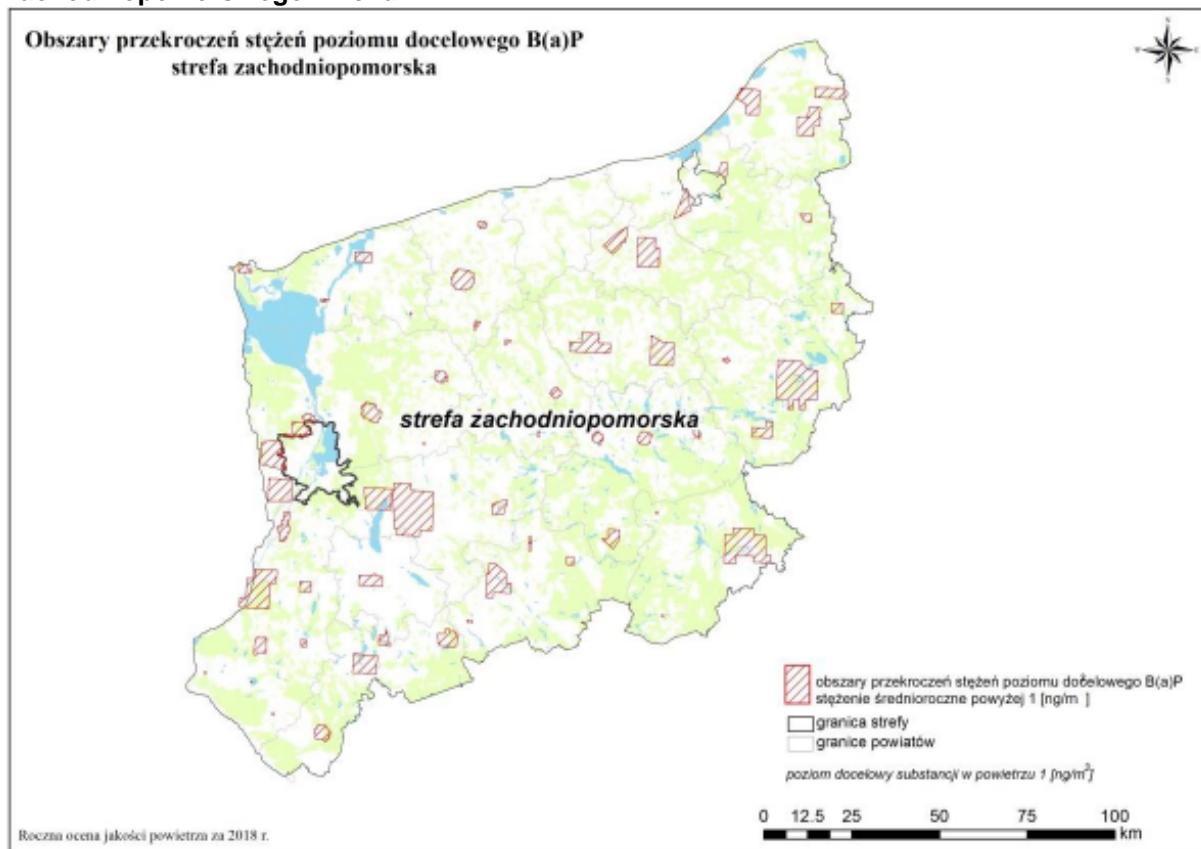 Obszary przekroczeń stężeń poziomu docelowego B(a)P
strefa zachodniopomorska
N
S
strefa zachodniopomorska
obszary przekroczeń stężeń poziomu docelowego B(a)P
stężenie średnioroczne powyżej 1 [ng/m³]
granica strefy
granice powiatów
poziom docelowy substancji w powietrzu 1 [ng/m³]
0 12.5 25 50 75 100
km
Roczna ocena jakości powietrza za 2018 r.